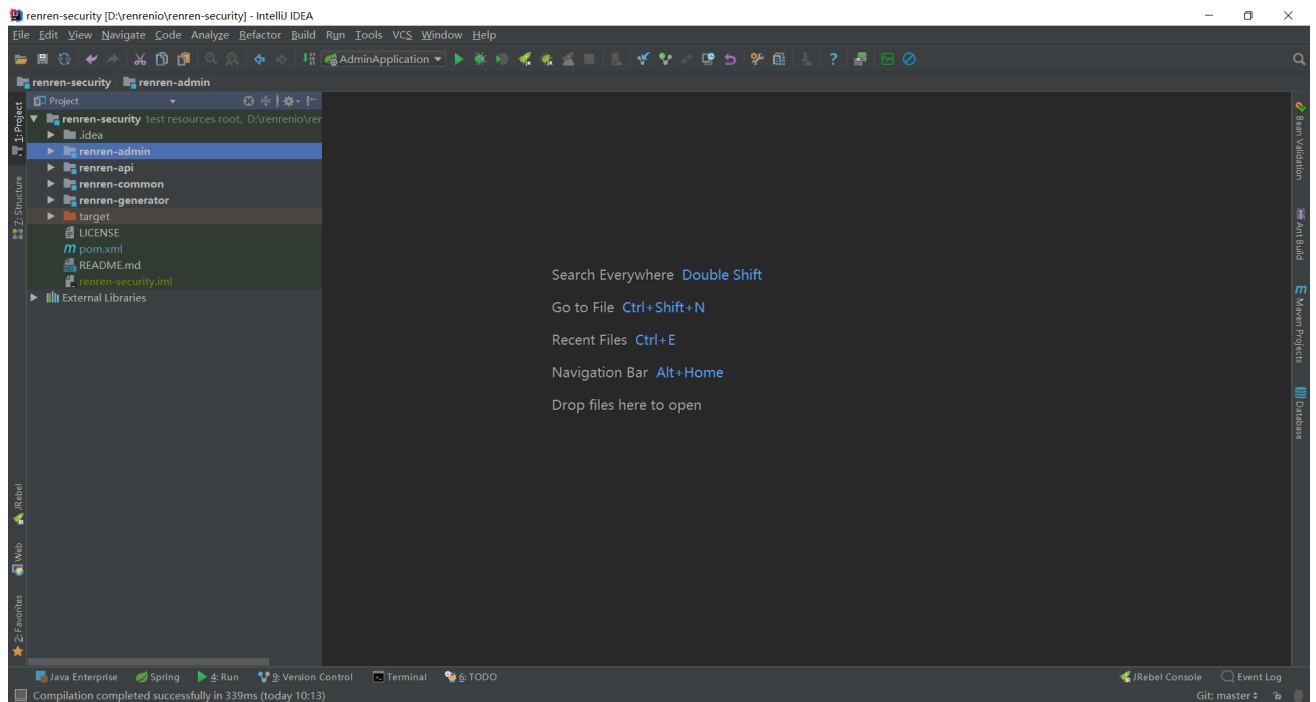 renren-security [D:\renrenio\renren-security] - IntelliJ IDEA
File Edit View Navigate Code Analyze Refactor Build Run Tools VCS Window Help
AdminApplication
renren-security renren-admin
Project
renren-security test resources root, D:\renrenio\rer
.idea
renren-admin
renren-api
renren-common
renren-generator
target
LICENSE
pom.xml
README.md
renren-security.iml
External Libraries
1: Project
Z: Structure
JRebel
Web
2: Favorites
Search Everywhere Double Shift
Go to File Ctrl+Shift+N
Recent Files Ctrl+E
Navigation Bar Alt+Home
Drop files here to open
Bean Validation
Ant Build
Maven Projects
Database
Java Enterprise Spring 4: Run 9: Version Control Terminal 6: TODO JRebel Console Event Log
Compilation completed successfully in 339ms (today 10:13) Git: master